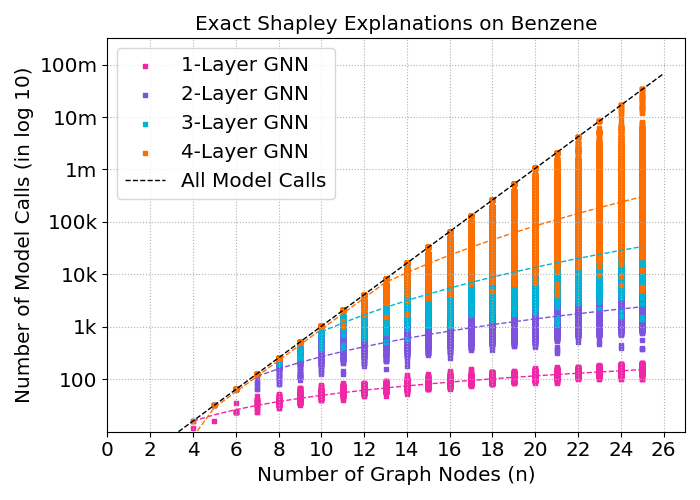 Exact Shapley Explanations on Benzene
Number of Model Calls (in log 10)
100m
10m
1m
100k
10k
1k
100
1-Layer GNN
2-Layer GNN
3-Layer GNN
4-Layer GNN
All Model Calls
0 2 4 6 8 10 12 14 16 18 20 22 24 26
Number of Graph Nodes (n)